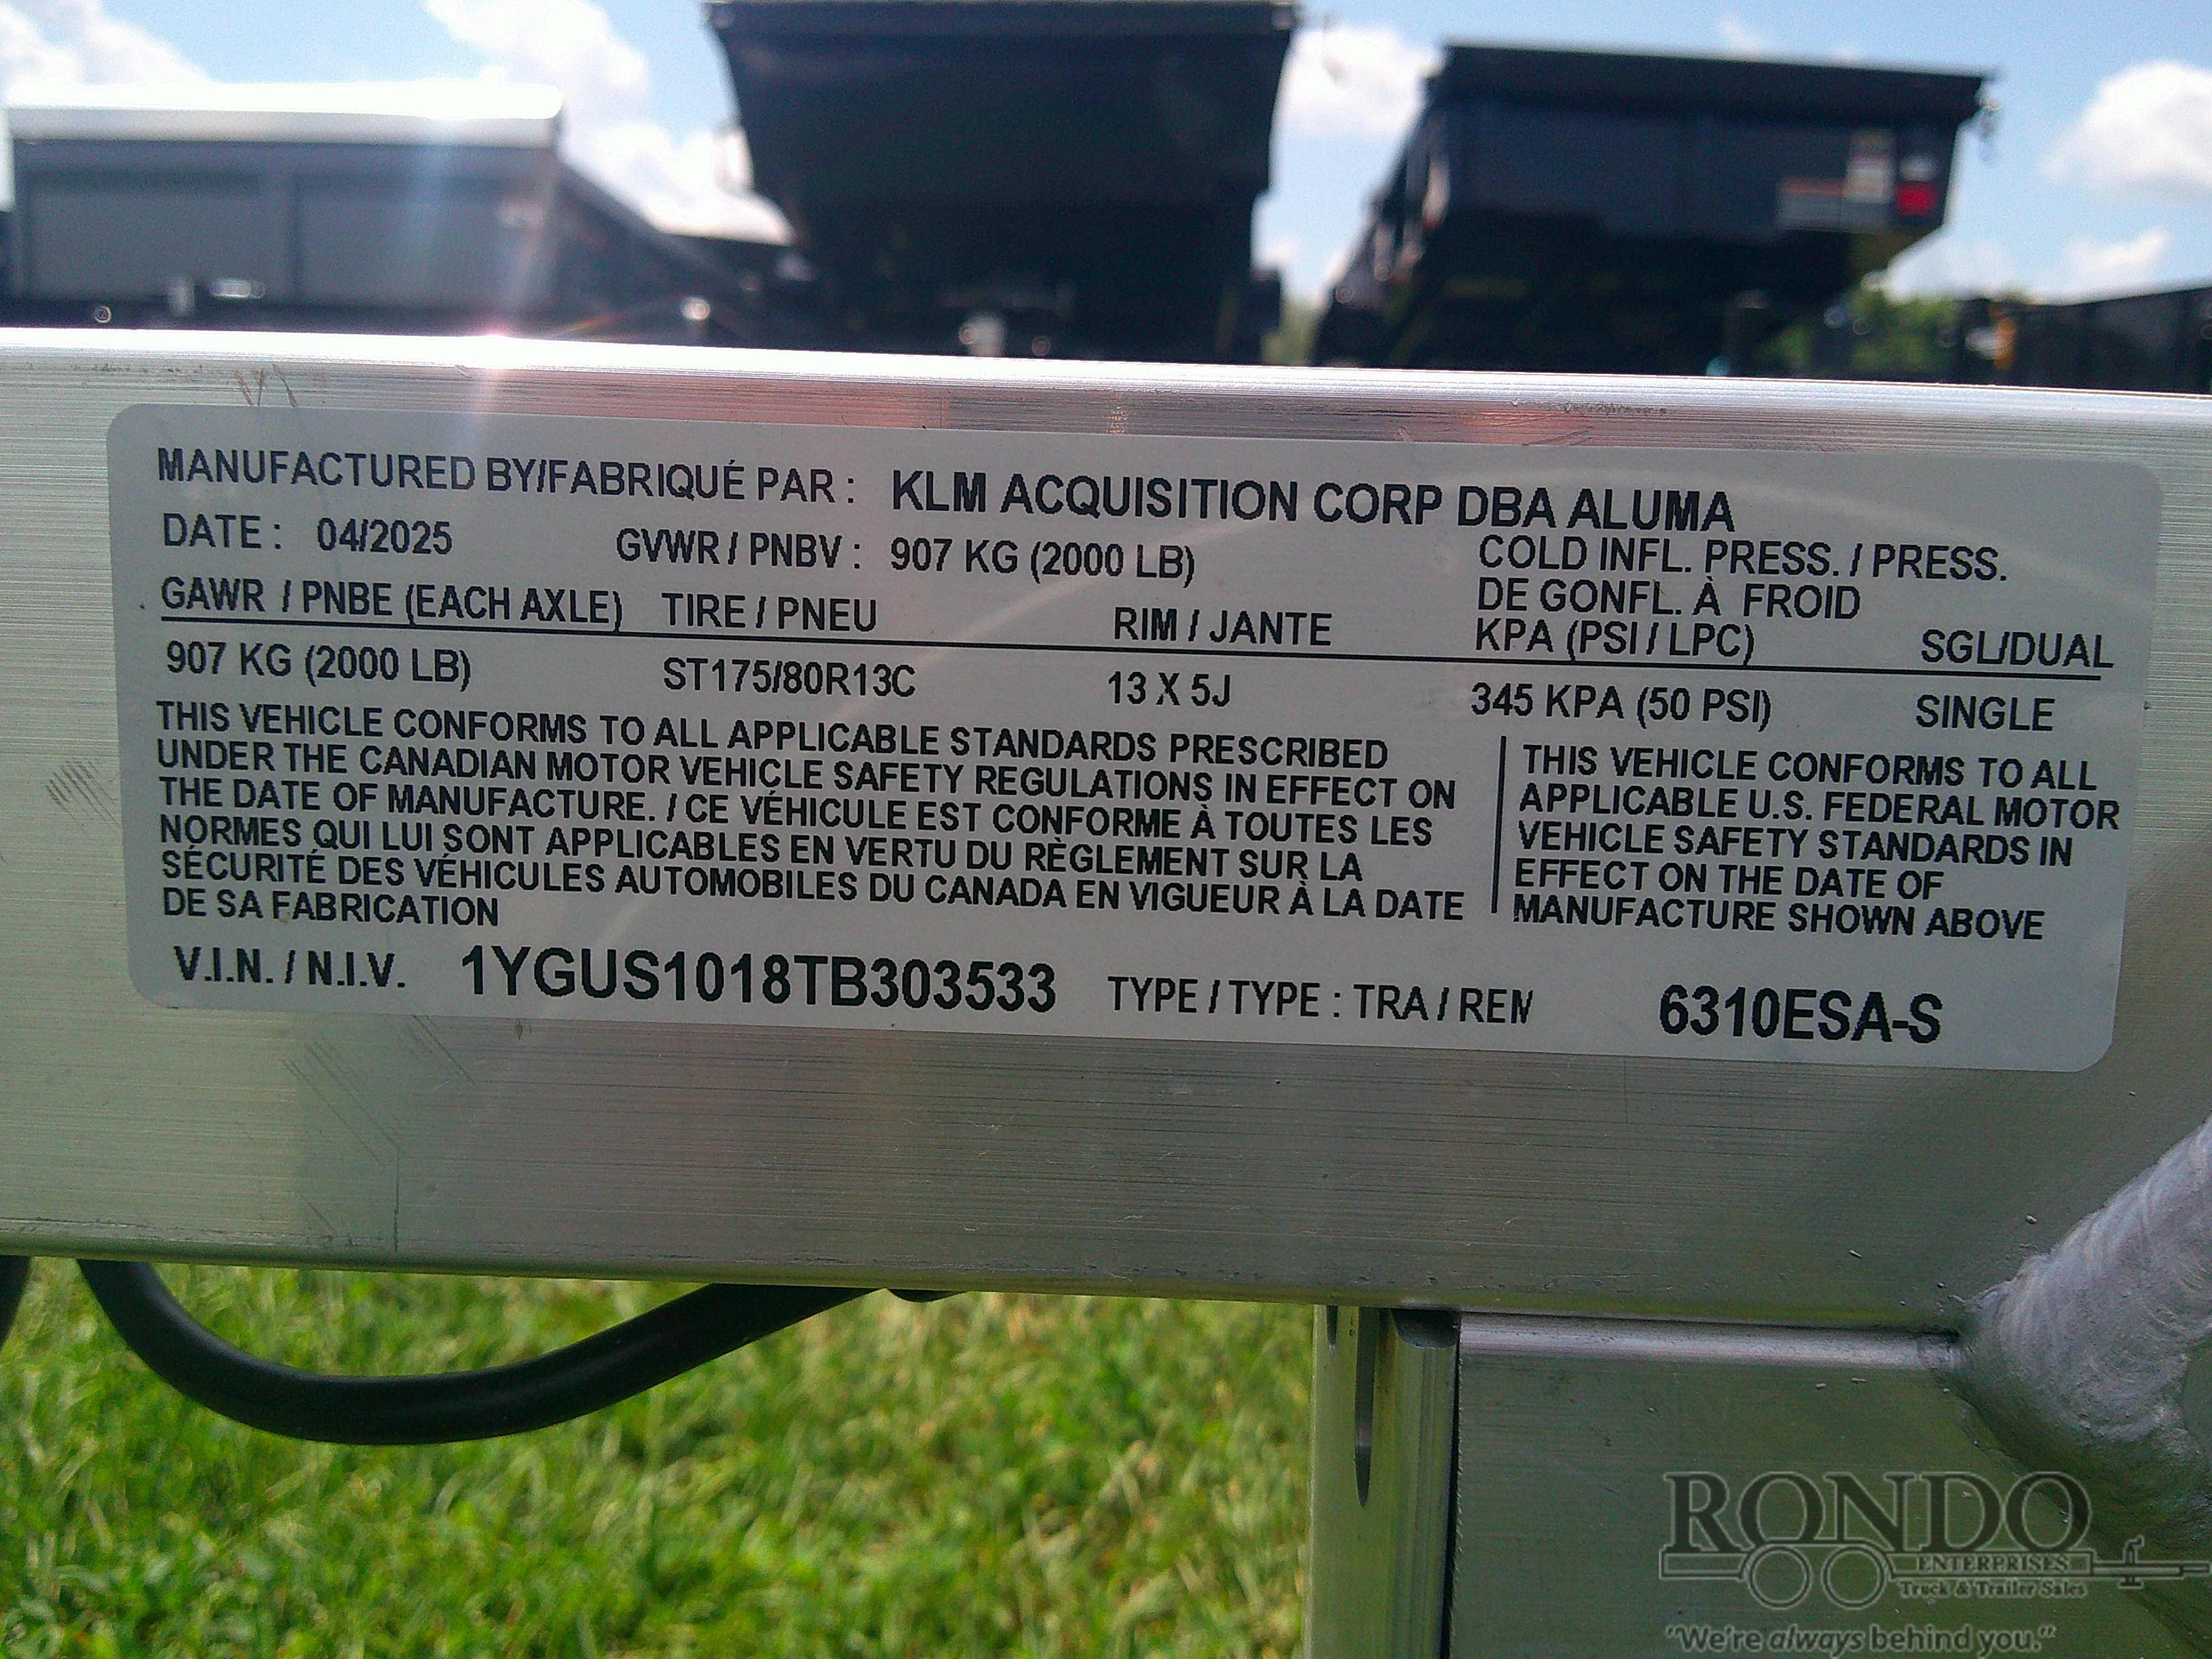 MANUFACTURED BY/FABRIQUÉ PAR : KLM ACQUISITION CORP DBA ALUMA
DATE : 04/2025 GVWR / PNBV : 907 KG (2000 LB) COLD INFL. PRESS. / PRESS.
DE GONFL. À FROID
GAWR / PNBE (EACH AXLE) TIRE / PNEU RIM / JANTE KPA (PSI / LPC) SGL/DUAL
907 KG (2000 LB) ST175/80R13C 13 X 5J 345 KPA (50 PSI) SINGLE
THIS VEHICLE CONFORMS TO ALL APPLICABLE STANDARDS PRESCRIBED
UNDER THE CANADIAN MOTOR VEHICLE SAFETY REGULATIONS IN EFFECT ON
THE DATE OF MANUFACTURE. / CE VÉHICULE EST CONFORME À TOUTES LES
NORMES QUI LUI SONT APPLICABLES EN VERTU DU RÈGLEMENT SUR LA
SÉCURITÉ DES VÉHICULES AUTOMOBILES DU CANADA EN VIGUEUR À LA DATE
DE SA FABRICATION
THIS VEHICLE CONFORMS TO ALL
APPLICABLE U.S. FEDERAL MOTOR
VEHICLE SAFETY STANDARDS IN
EFFECT ON THE DATE OF
MANUFACTURE SHOWN ABOVE
V.I.N. / N.I.V. 1YGUS1018TB303533 TYPE / TYPE : TRA / REM 6310ESA-S
RONDO
ENTERPRISES
Truck & Trailer Sales
"We're always behind you."